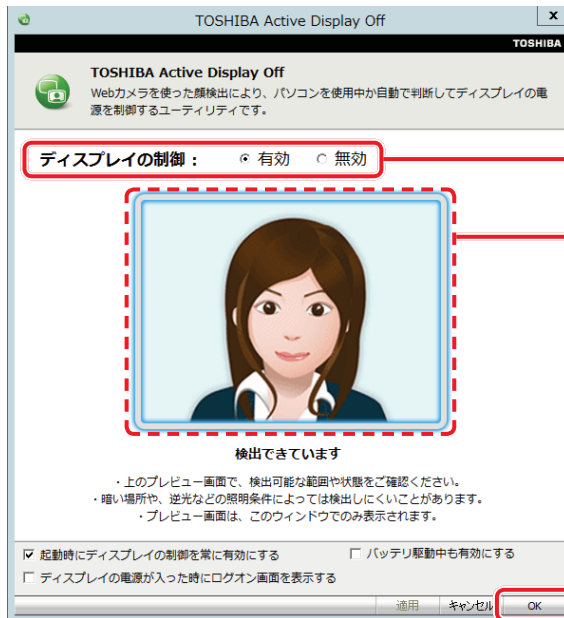 TOSHIBA Active Display Off
x
TOSHIBA
TOSHIBA Active Display Off
Webカメラを使った顔検出により、パソコンを使用中か自動で判断してディスプレイの電
源を制御するユーティリティです。
ディスプレイの制御： 有効 無効
検出できています
・上のプレビュー画面で、検出可能な範囲や状態をご確認ください。
・暗い場所や、逆光などの照明条件によっては検出しにくいことがあります。
・プレビュー画面は、このウィンドウでのみ表示されます。
起動時にディスプレイの制御を常に有効にする バッテリ駆動中も有効にする
ディスプレイの電源が入った時にログオン画面を表示する
適用 キャンセル OK